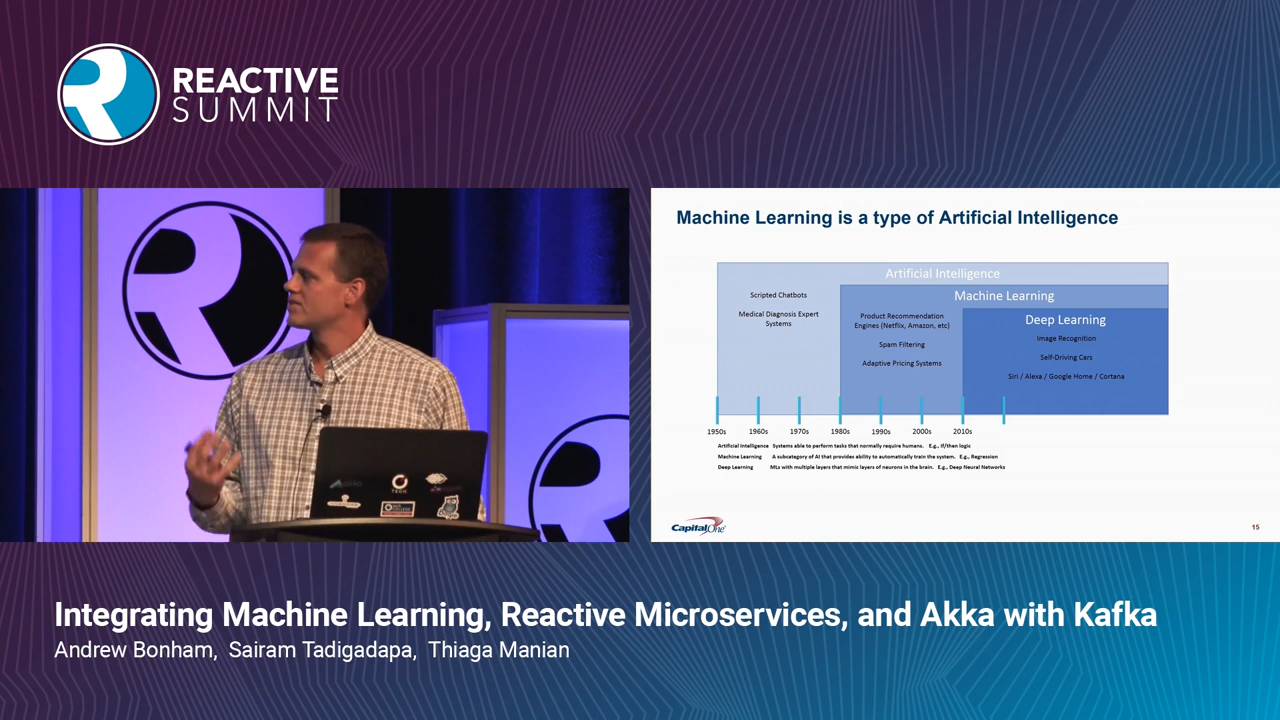 REACTIVE
SUMMIT
Machine Learning is a type of Artificial Intelligence
Artificial Intelligence
Machine Learning
Deep Learning
Scripted Chatbots
Medical Diagnosis Expert
Systems
Product Recommendation
Engines (Netflix, Amazon, etc)
Spam Filtering
Adaptive Pricing Systems
Image Recognition
Self-Driving Cars
Siri / Alexa / Google Home / Cortana
1950s 1960s 1970s 1980s 1990s 2000s 2010s
Artificial Intelligence Systems able to perform tasks that normally require humans. E.g., If/then logic
Machine Learning A subcategory of AI that provides ability to automatically train the system. E.g., Regression
Deep Learning MLs with multiple layers that mimic layers of neurons in the brain. E.g., Deep Neural Networks
CapitalOne
15
TECH
Integrating Machine Learning, Reactive Microservices, and Akka with Kafka
Andrew Bonham, Sairam Tadigadapa, Thiaga Manian